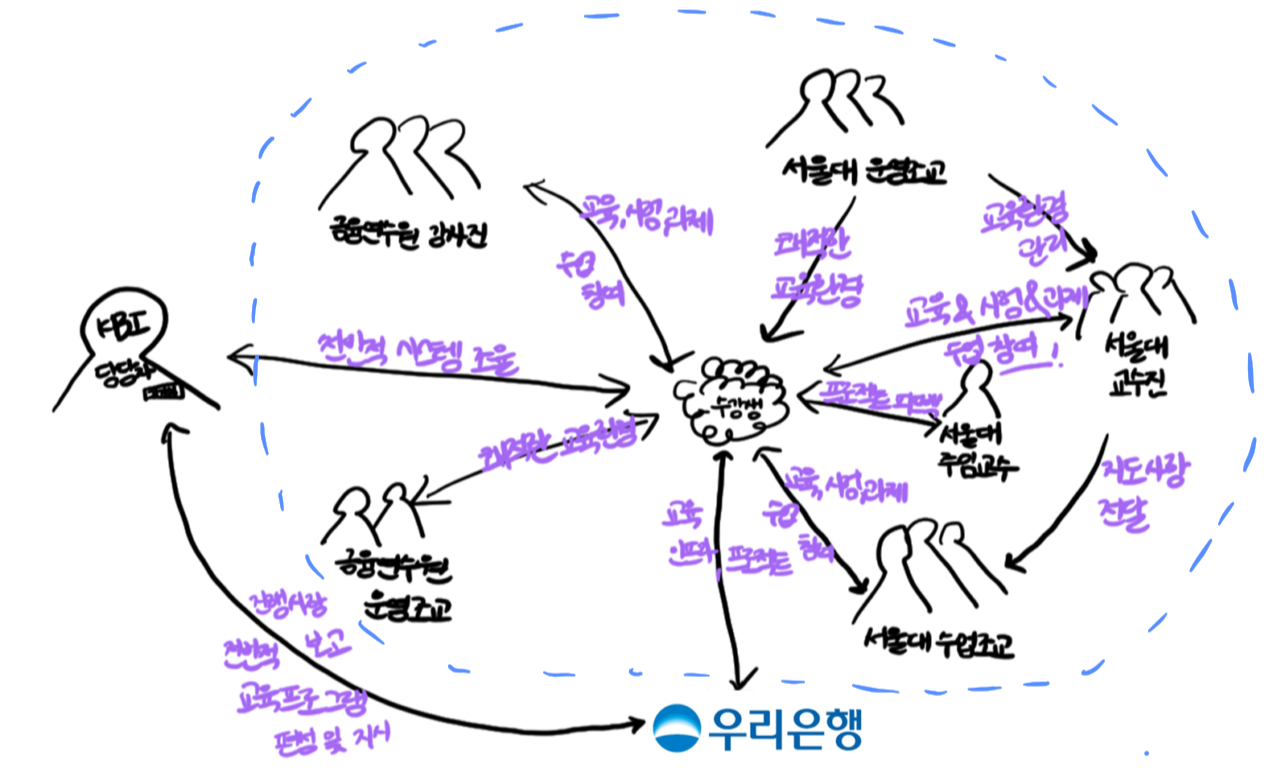 서울대 운영조교
금융연수원 강사진
교육, 시험, 과제
수업
참여
쾌적한
교육환경
교육환경
관리
KBI
담당자
전반적 시스템 조율
교육 & 시험 & 과제
수업 참여!
서울대
교수진
수강생
프로젝트 피드백
서울대
주임교수
쾌적한 교육환경
금융연수원
운영조교
교육
인프라
프로젝트
교육, 시험, 과제
수업
참여
지도사항
전달
서울대 수업조교
진행사항
전반적 보고
교육프로그램
편성 및 지시
우리은행